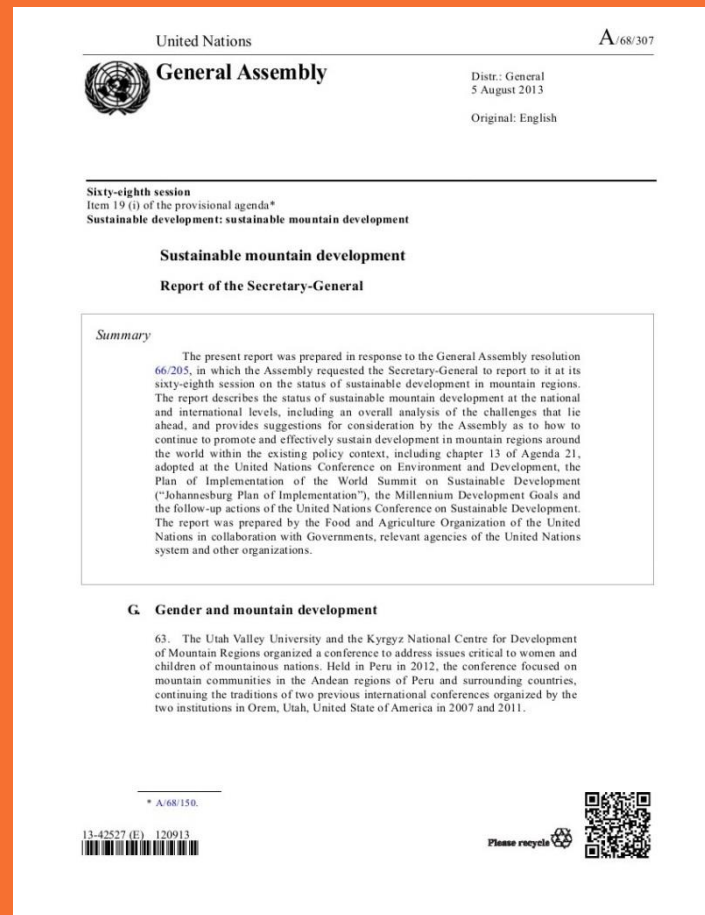 United Nations
A/68/307
General Assembly
Distr.: General
5 August 2013
Original: English
Sixty-eighth session
Item 19 (i) of the provisional agenda*
Sustainable development: sustainable mountain development
Sustainable mountain development
Report of the Secretary-General
Summary
The present report was prepared in response to the General Assembly resolution
66/205, in which the Assembly requested the Secretary-General to report to it at its
sixty-eighth session on the status of sustainable development in mountain regions.
The report describes the status of sustainable mountain development at the national
and international levels, including an overall analysis of the challenges that lie
ahead, and provides suggestions for consideration by the Assembly as to how to
continue to promote and effectively sustain development in mountain regions around
the world within the existing policy context, including chapter 13 of Agenda 21,
adopted at the United Nations Conference on Environment and Development, the
Plan of Implementation of the World Summit on Sustainable Development
(“Johannesburg Plan of Implementation”), the Millennium Development Goals and
the follow-up actions of the United Nations Conference on Sustainable Development.
The report was prepared by the Food and Agriculture Organization of the United
Nations in collaboration with Governments, relevant agencies of the United Nations
system and other organizations.
G. Gender and mountain development
63. The Utah Valley University and the Kyrgyz National Centre for Development
of Mountain Regions organized a conference to address issues critical to women and
children of mountainous nations. Held in Peru in 2012, the conference focused on
mountain communities in the Andean regions of Peru and surrounding countries,
continuing the traditions of two previous international conferences organized by the
two institutions in Orem, Utah, United State of America in 2007 and 2011.
* A/68/150.
13-42527 (E) 120913
Please recycle